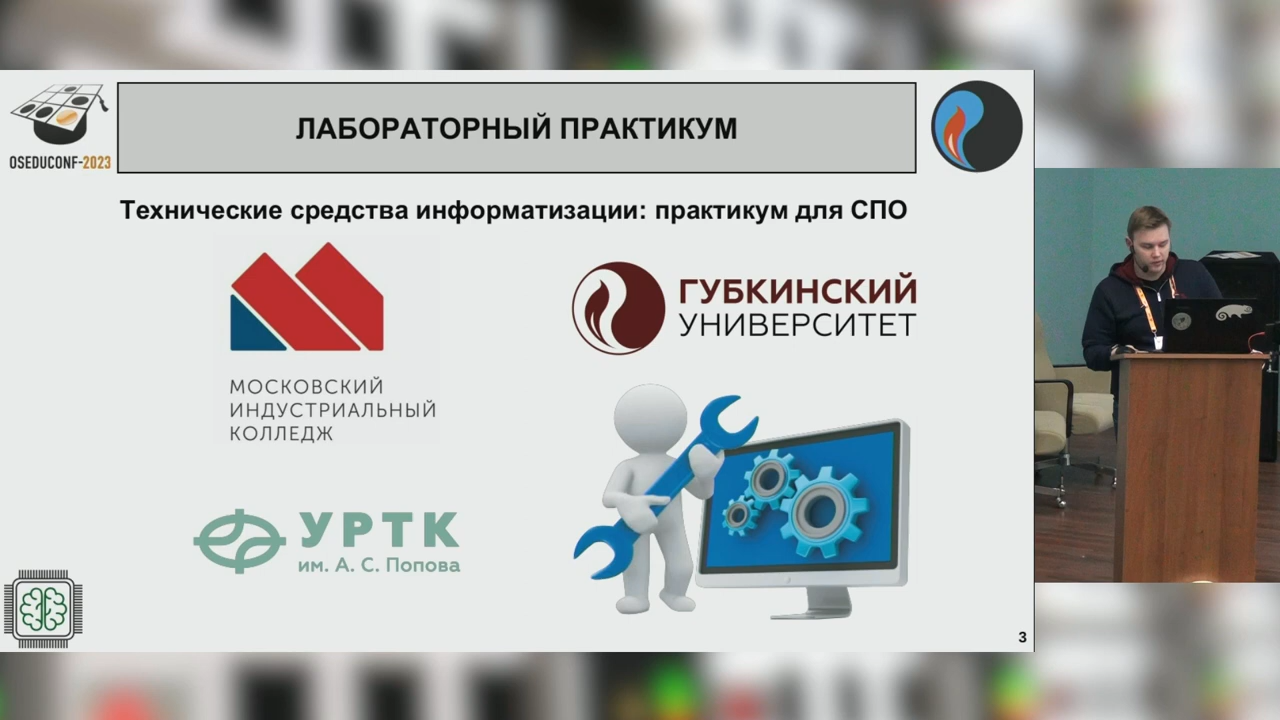 OSEDUCONF-2023
ЛАБОРАТОРНЫЙ ПРАКТИКУМ
Технические средства информатизации: практикум для СПО
МОСКОВСКИЙ
ИНДУСТРИАЛЬНЫЙ
КОЛЛЕДЖ
ГУБКИНСКИЙ
УНИВЕРСИТЕТ
УРТК
им. А. С. Попова
3